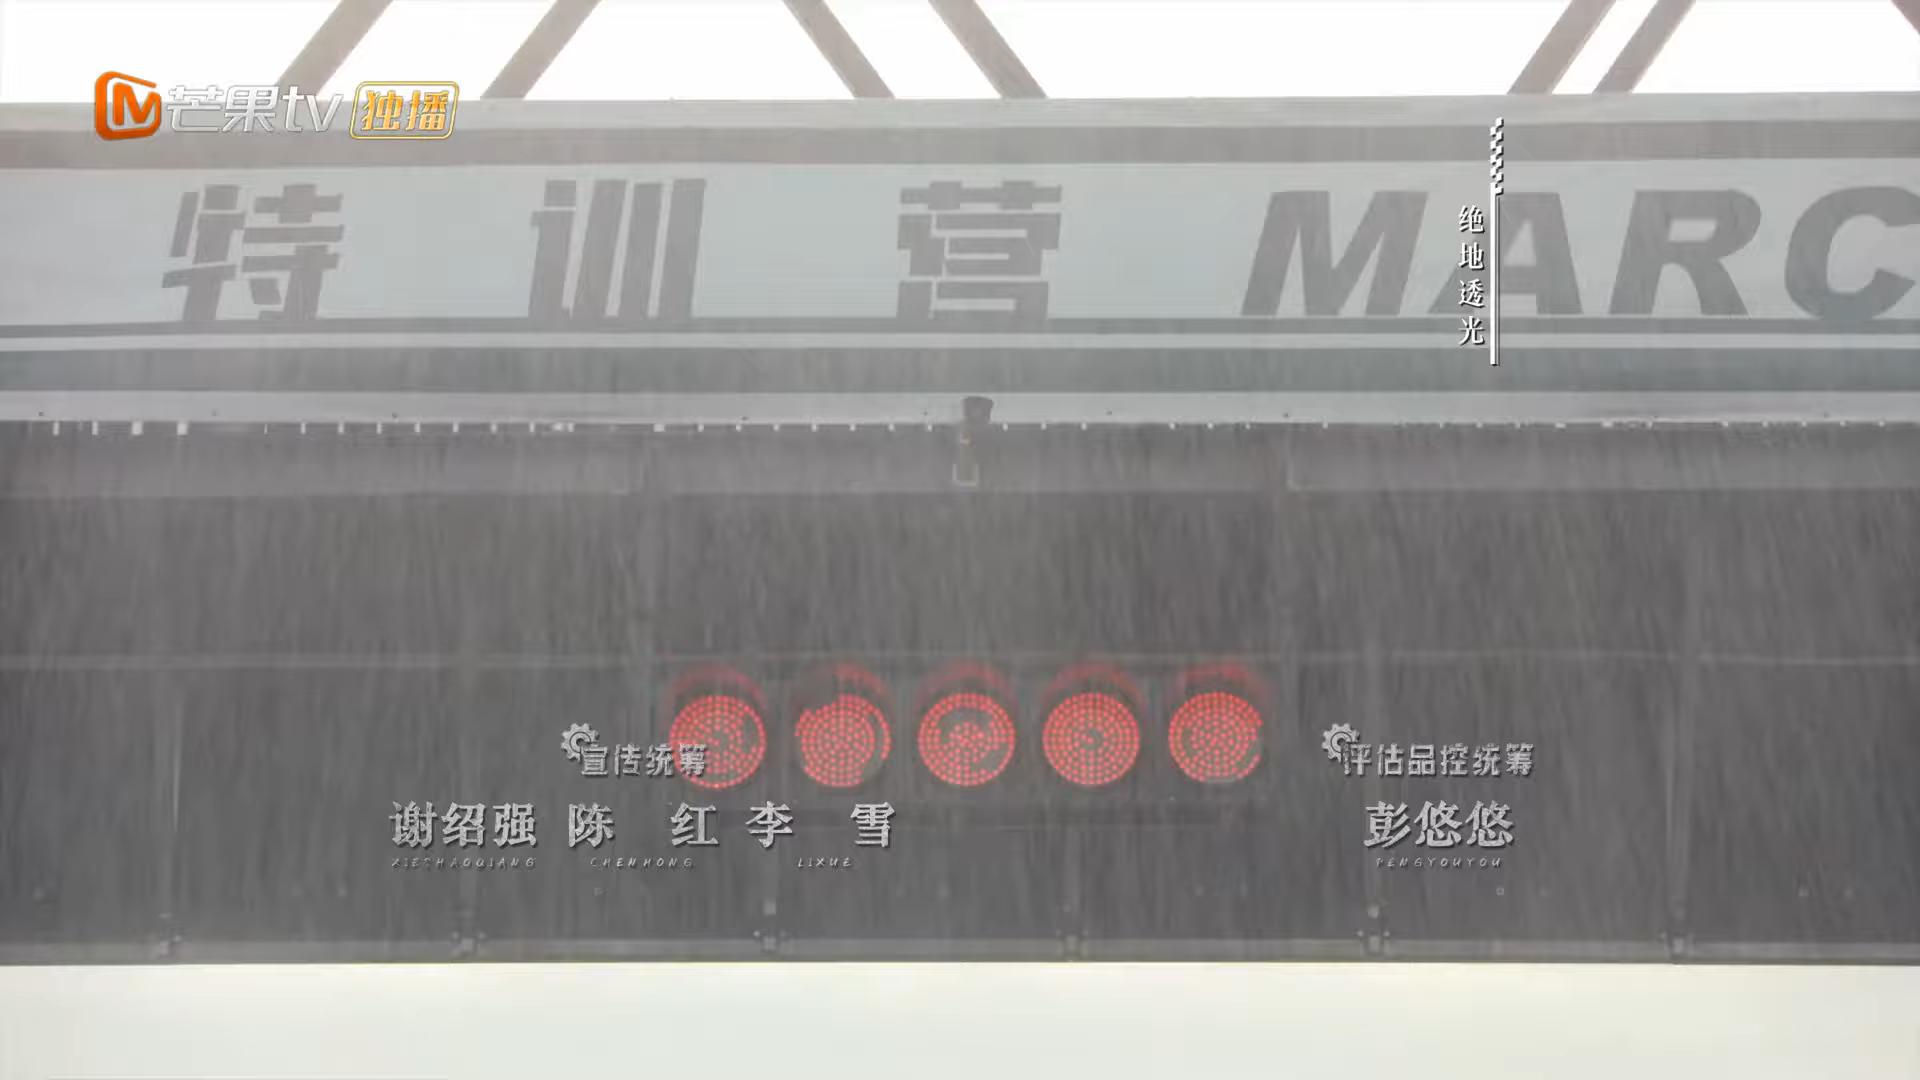 芒果tv 独播
特训营 MARC
绝地透光
宣传统筹
谢绍强 陈 红 李 雪
XIESHAOQIANG CHENHONG LIXUE
评估品控统筹
彭悠悠
PENGYOUYOU